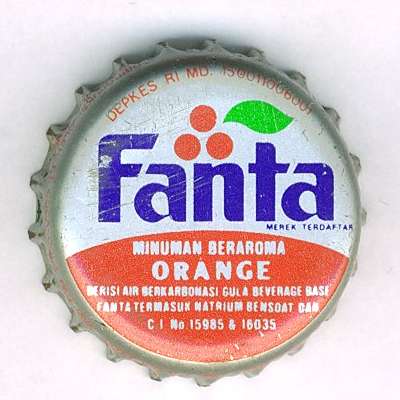 DEPKES RI MD.
Fanta
MEREK TERDAFTAR
MINUMAN BERAROMA
ORANGE
BERISI AIR BERKARBONASI GULA BEVERAGE BASE
FANTA TERMASUK NATRIUM BENSOAT DAN
C I No 15985 & 16035